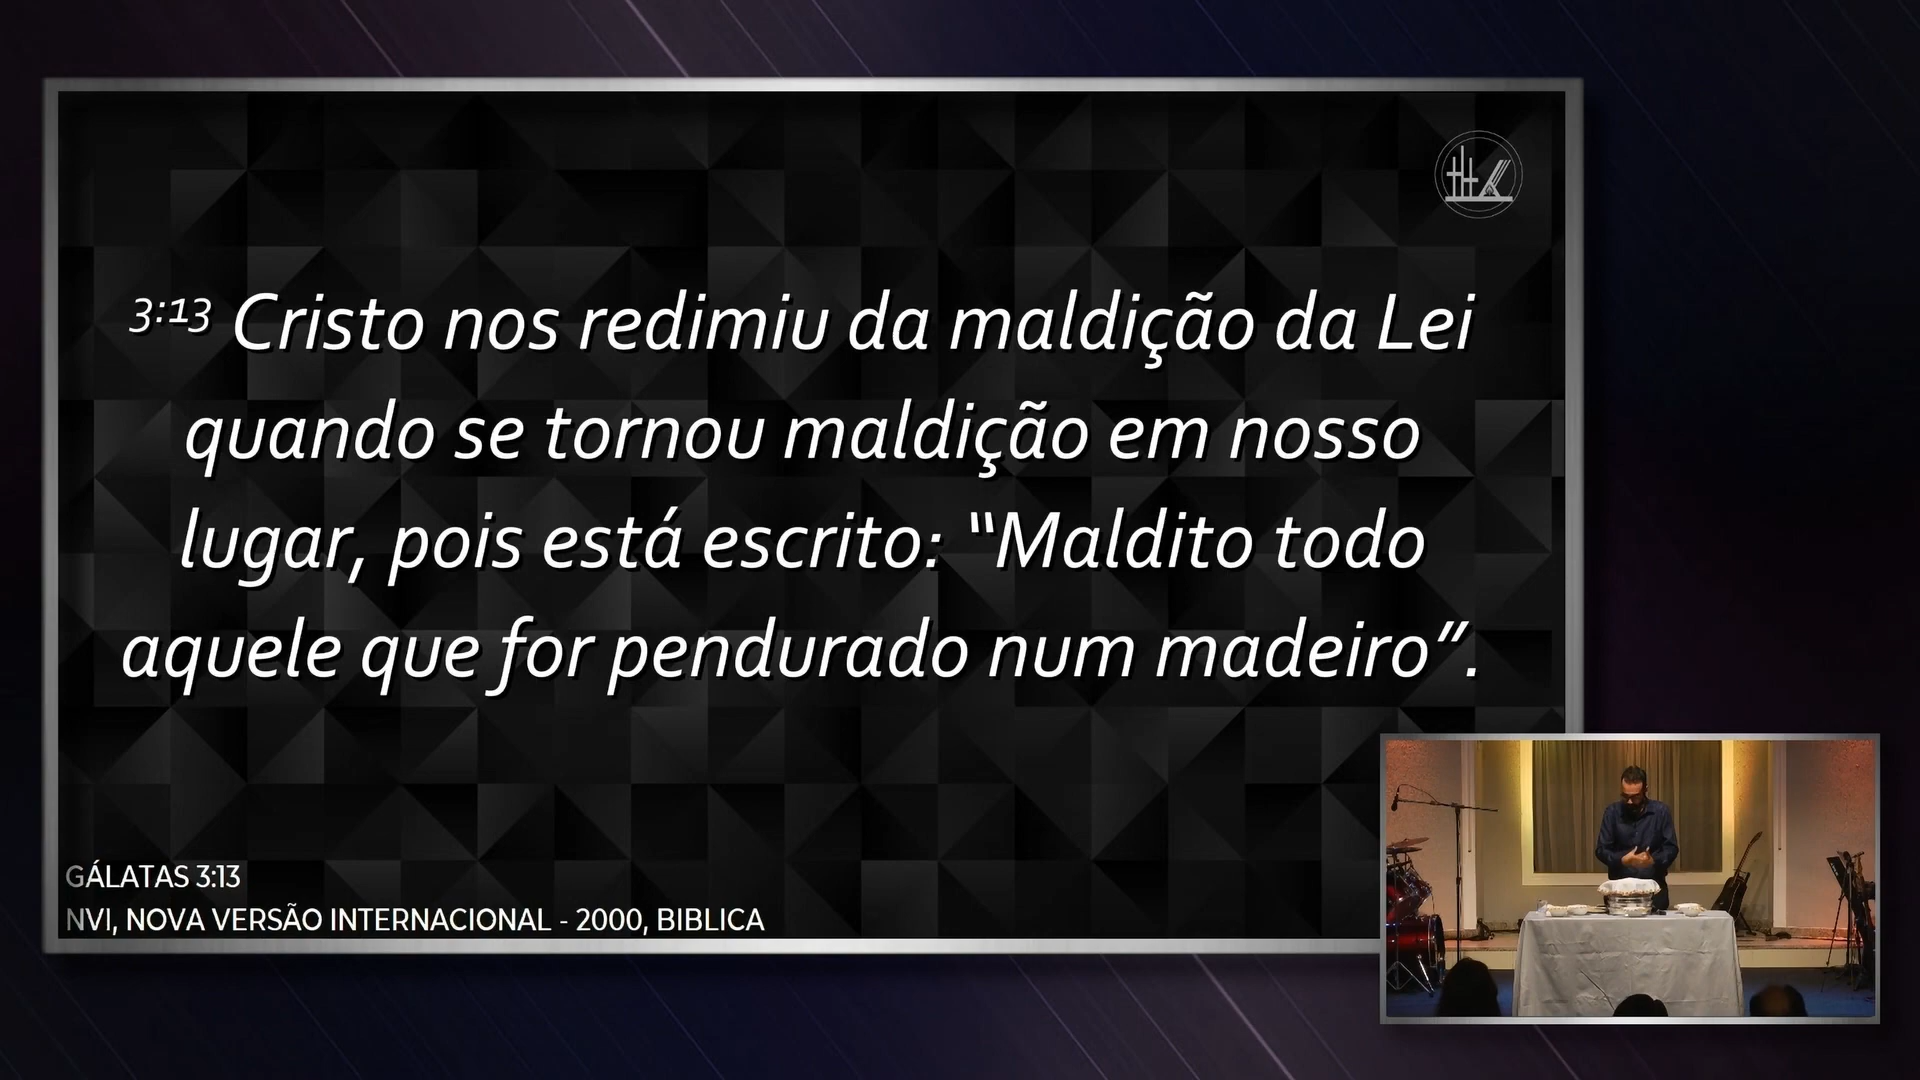 3:13 Cristo nos redimiu da maldição da Lei
quando se tornou maldição em nosso
lugar, pois está escrito: “Maldito todo
aquele que for pendurado num madeiro”.
GÁLATAS 3:13
NVI, NOVA VERSÃO INTERNACIONAL - 2000, BIBLICA